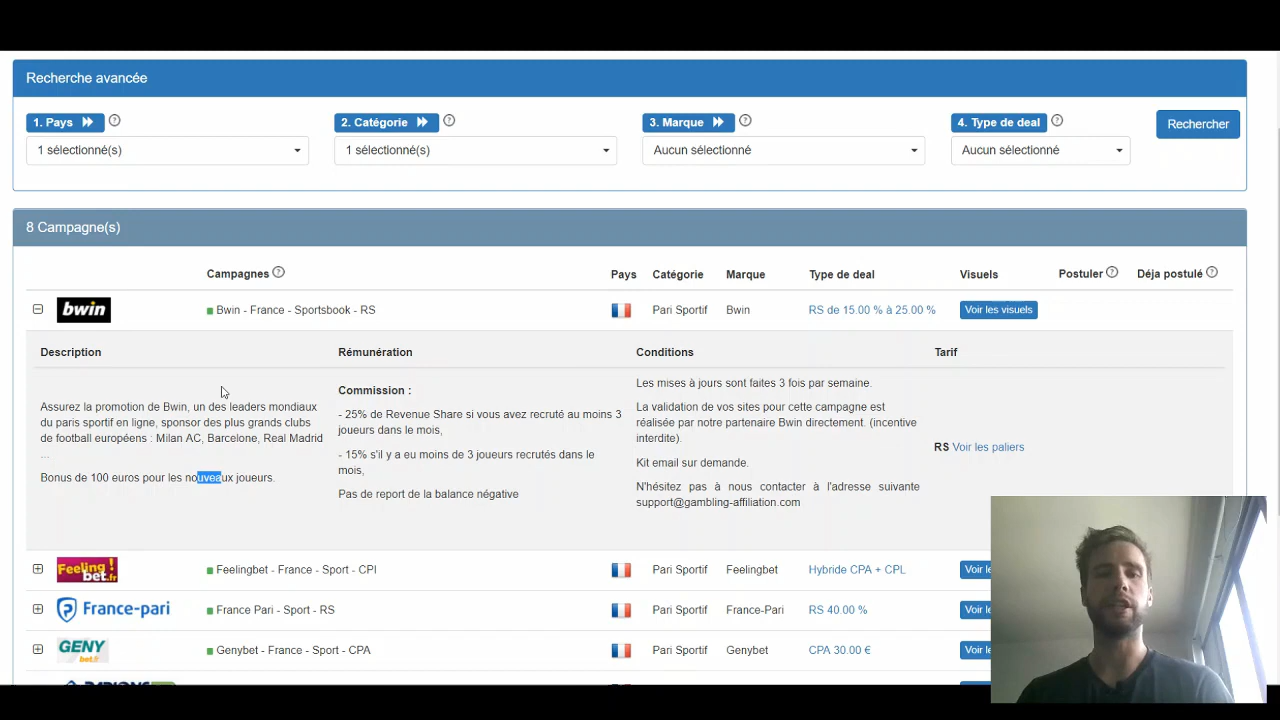 Recherche avancée
1. Pays
2. Catégorie
3. Marque
4. Type de deal
Rechercher
1 sélectionné(s)
1 sélectionné(s)
Aucun sélectionné
Aucun sélectionné
8 Campagne(s)
Campagnes Pays Catégorie Marque Type de deal Visuels Postuler Déja postulé
bwin Bwin - France - Sportsbook - RS Pari Sportif Bwin RS de 15.00 % à 25.00 % Voir les visuels
Description
Assurez la promotion de Bwin, un des leaders mondiaux
du paris sportif en ligne, sponsor des plus grands clubs
de football européens : Milan AC, Barcelone, Real Madrid
...
Bonus de 100 euros pour les nouveaux joueurs.
Rémunération
Commission :
- 25% de Revenue Share si vous avez recruté au moins 3
joueurs dans le mois,
- 15% s'il y a eu moins de 3 joueurs recrutés dans le
mois,
Pas de report de la balance négative
Conditions
Les mises à jours sont faites 3 fois par semaine.
La validation de vos sites pour cette campagne est
réalisée par notre partenaire Bwin directement. (incentive
interdite).
Kit email sur demande.
N'hésitez pas à nous contacter à l'adresse suivante
support@gambling-affiliation.com
Tarif
RS Voir les paliers
Feeling! bet.fr Feelingbet - France - Sport - CPI Pari Sportif Feelingbet Hybride CPA + CPL Voir
France-pari France Pari - Sport - RS Pari Sportif France-Pari RS 40.00 % Voir
GENY bet.fr Genybet - France - Sport - CPA Pari Sportif Genybet CPA 30.00 € Voir